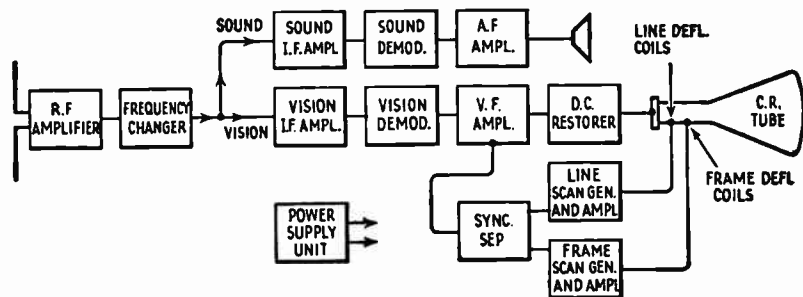 SOUND
SOUND
I.F. AMPL
SOUND
DEMOD.
A.F
AMPL.
LINE DEFL.
COILS
R.F
AMPLIFIER
FREQUENCY
CHANGER
VISION
VISION
I.F. AMPL.
VISION
DEMOD.
V. F.
AMPL.
D.C.
RESTORER
C.R.
TUBE
FRAME DEFL
COILS
POWER
SUPPLY
UNIT
SYNC.
SEP
LINE
SCAN GEN.
AND AMPL
FRAME
SCAN GEN.
AND AMPL